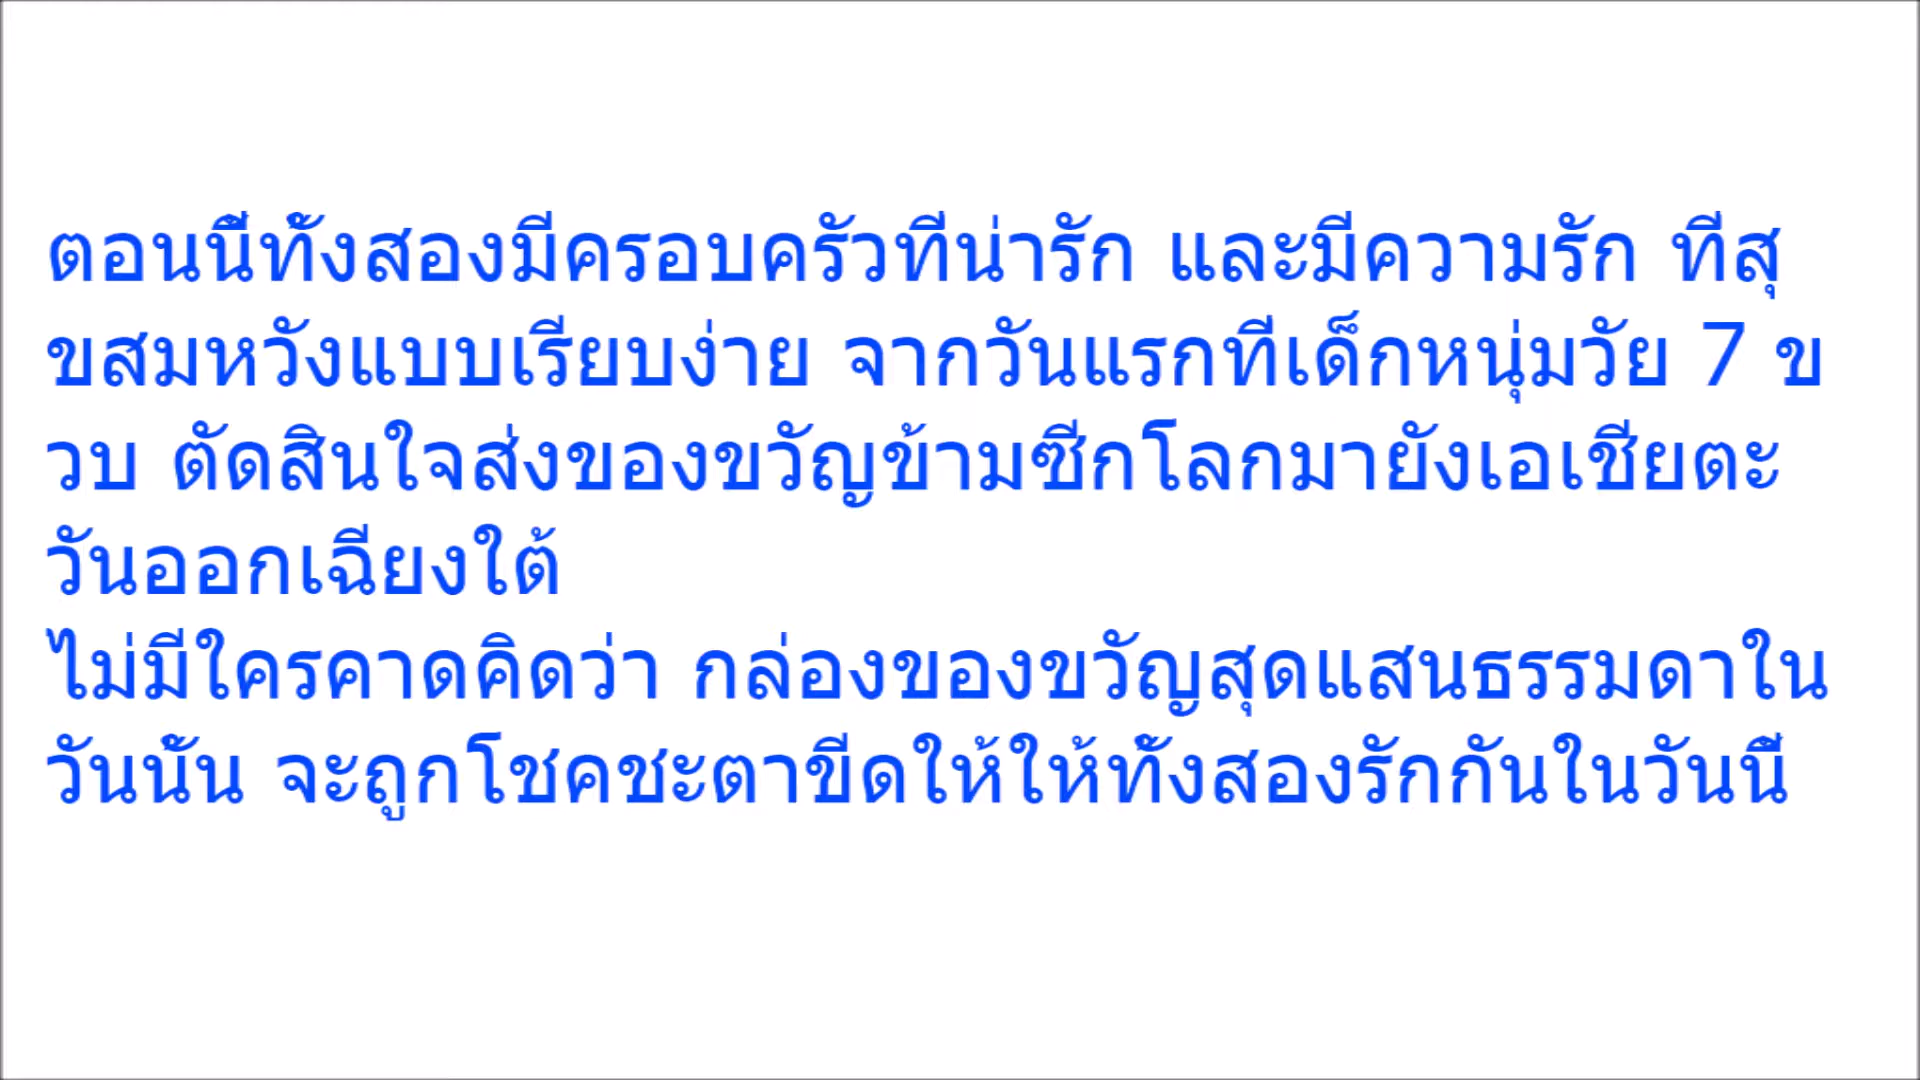 ตอนนี้ทั้งสองมีครอบครัวที่น่ารัก และมีความรัก ที่สุ
ขสมหวังแบบเรียบง่าย จากวันแรกที่เด็กหนุ่มวัย 7 ข
วบ ตัดสินใจส่งของขวัญข้ามซีกโลกมายังเอเชียตะ
วันออกเฉียงใต้
ไม่มีใครคาดคิดว่า กล่องของขวัญสุดแสนธรรมดาใน
วันนั้น จะถูกโชคชะตาขีดให้ให้ทั้งสองรักกันในวันนี้